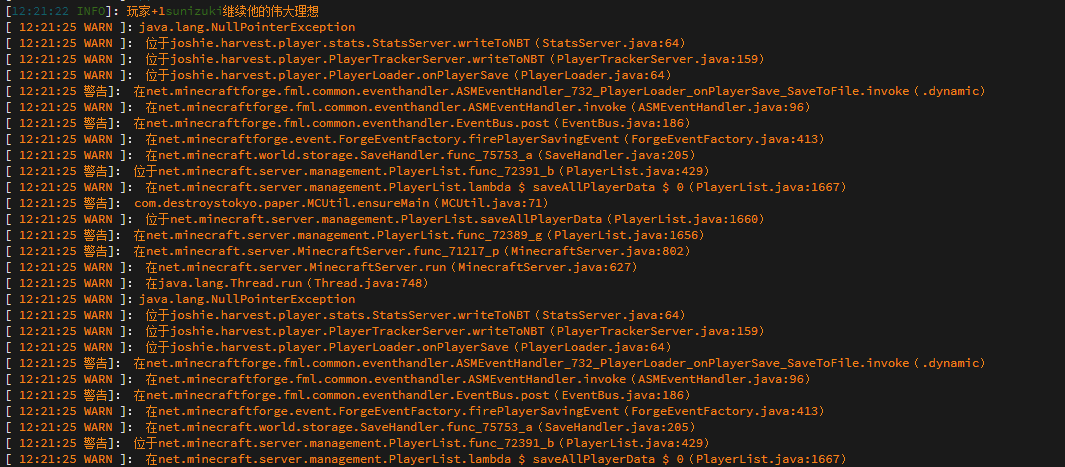 [12:21:22 INFO]: 玩家+1sunizuki继续他的伟大理想
[ 12:21:25 WARN ]: java.lang.NullPointerException
[ 12:21:25 WARN ]: 位于joshie.harvest.player.stats.StatsServer.writeToNBT（StatsServer.java:64）
[ 12:21:25 WARN ]: 位于joshie.harvest.player.PlayerTrackerServer.writeToNBT（PlayerTrackerServer.java:159）
[ 12:21:25 WARN ]: 位于joshie.harvest.player.PlayerLoader.onPlayerSave（PlayerLoader.java:64）
[ 12:21:25 警告]: 在net.minecraftforge.fml.common.eventhandler.ASMEventHandler_732_PlayerLoader_onPlayerSave_SaveToFile.invoke（.dynamic）
[ 12:21:25 WARN ]: 在net.minecraftforge.fml.common.eventhandler.ASMEventHandler.invoke（ASMEventHandler.java:96）
[ 12:21:25 警告]: 在net.minecraftforge.fml.common.eventhandler.EventBus.post（EventBus.java:186）
[ 12:21:25 WARN ]: 在net.minecraftforge.event.ForgeEventFactory.firePlayerSavingEvent（ForgeEventFactory.java:413）
[ 12:21:25 WARN ]: 在net.minecraft.world.storage.SaveHandler.func_75753_a（SaveHandler.java:205）
[ 12:21:25 警告]: 位于net.minecraft.server.management.PlayerList.func_72391_b（PlayerList.java:429）
[ 12:21:25 WARN ]: 在net.minecraft.server.management.PlayerList.lambda $ saveAllPlayerData $ 0（PlayerList.java:1667）
[ 12:21:25 警告]: com.destroystokyo.paper.MCUtil.ensureMain（MCUtil.java:71）
[ 12:21:25 WARN ]: 位于net.minecraft.server.management.PlayerList.saveAllPlayerData（PlayerList.java:1660）
[ 12:21:25 警告]: 在net.minecraft.server.management.PlayerList.func_72389_g（PlayerList.java:1656）
[ 12:21:25 警告]: 在net.minecraft.server.MinecraftServer.func_71217_p（MinecraftServer.java:802）
[ 12:21:25 WARN ]: 在net.minecraft.server.MinecraftServer.run（MinecraftServer.java:627）
[ 12:21:25 WARN ]: 在java.lang.Thread.run（Thread.java:748）
[ 12:21:25 WARN ]: java.lang.NullPointerException
[ 12:21:25 WARN ]: 位于joshie.harvest.player.stats.StatsServer.writeToNBT（StatsServer.java:64）
[ 12:21:25 WARN ]: 位于joshie.harvest.player.PlayerTrackerServer.writeToNBT（PlayerTrackerServer.java:159）
[ 12:21:25 WARN ]: 位于joshie.harvest.player.PlayerLoader.onPlayerSave（PlayerLoader.java:64）
[ 12:21:25 警告]: 在net.minecraftforge.fml.common.eventhandler.ASMEventHandler_732_PlayerLoader_onPlayerSave_SaveToFile.invoke（.dynamic）
[ 12:21:25 WARN ]: 在net.minecraftforge.fml.common.eventhandler.ASMEventHandler.invoke（ASMEventHandler.java:96）
[ 12:21:25 警告]: 在net.minecraftforge.fml.common.eventhandler.EventBus.post（EventBus.java:186）
[ 12:21:25 WARN ]: 在net.minecraftforge.event.ForgeEventFactory.firePlayerSavingEvent（ForgeEventFactory.java:413）
[ 12:21:25 WARN ]: 在net.minecraft.world.storage.SaveHandler.func_75753_a（SaveHandler.java:205）
[ 12:21:25 警告]: 位于net.minecraft.server.management.PlayerList.func_72391_b（PlayerList.java:429）
[ 12:21:25 WARN ]: 在net.minecraft.server.management.PlayerList.lambda $ saveAllPlayerData $ 0（PlayerList.java:1667）